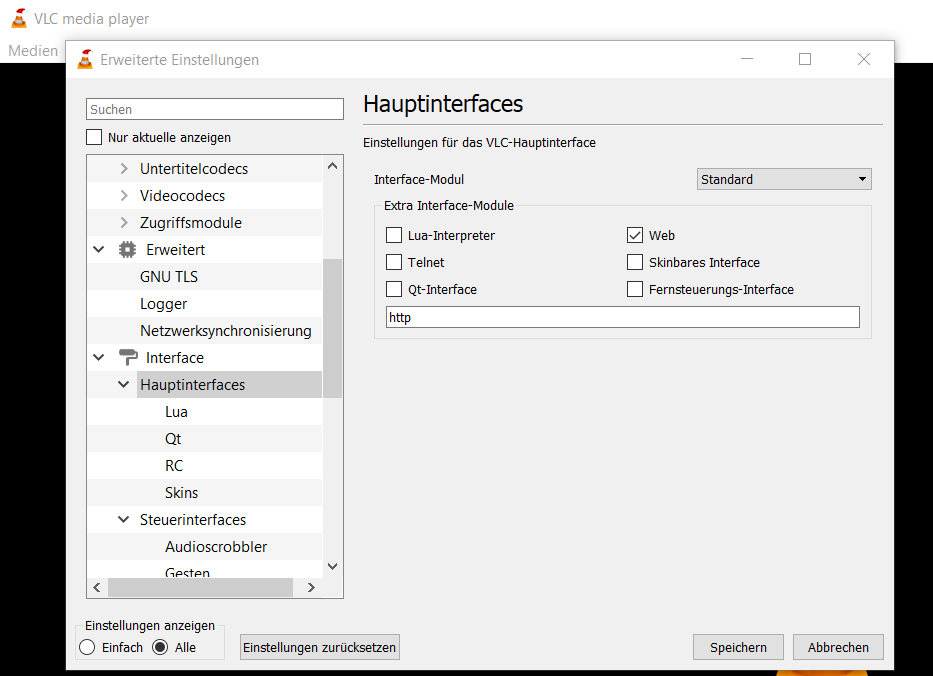 VLC media player
Medien
Erweiterte Einstellungen
Suchen
Nur aktuelle anzeigen
Untertitelcodecs
Videocodecs
Zugriffsmodule
Erweitert
GNU TLS
Logger
Netzwerksynchronisierung
Interface
Hauptinterfaces
Lua
Qt
RC
Skins
Steuerinterfaces
Audioscrobbler
Gesten
Hauptinterfaces
Einstellungen für das VLC-Hauptinterface
Interface-Modul Standard
Extra Interface-Module
Lua-Interpreter Web
Telnet Skinbares Interface
Qt-Interface Fernsteuerungs-Interface
http
Einstellungen anzeigen
Einfach Alle
Einstellungen zurücksetzen
Speichern
Abbrechen